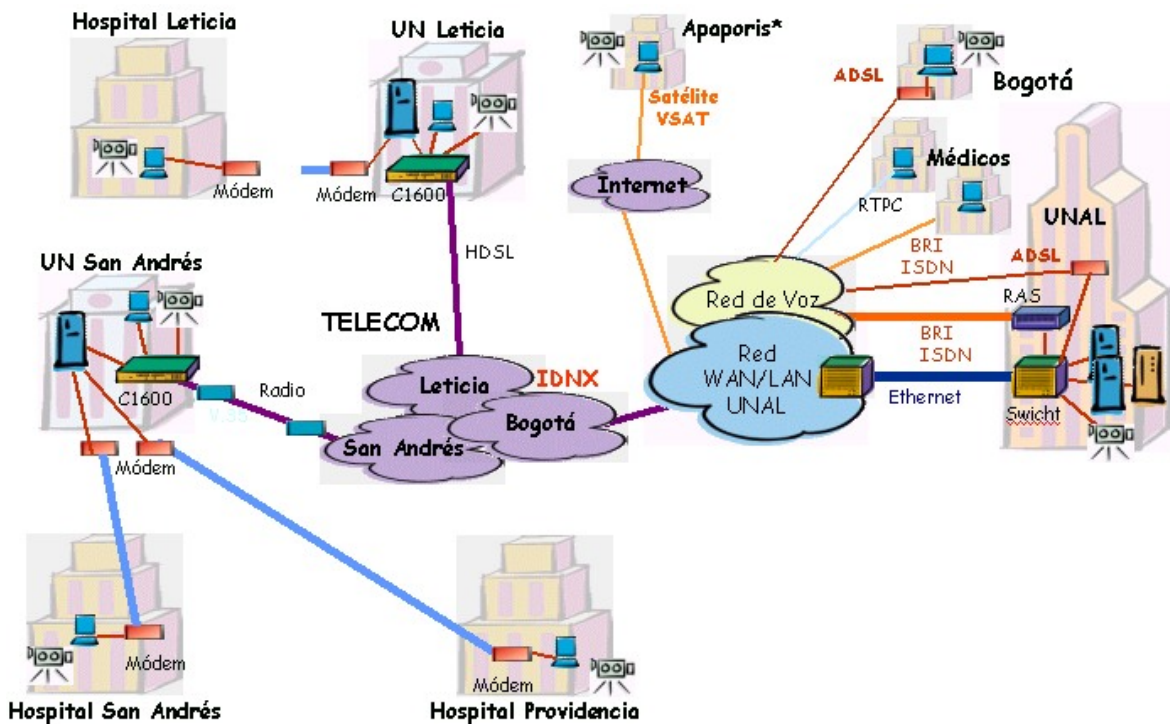 Hospital Leticia
UN Leticia
Apaporis*
ADSL
Bogotá
Satélite
VSAT
Módem
Módem
C1600
Internet
Médicos
RTPC
UNAL
HDSL
BRI
ISDN
ADSL
UN San Andrés
Red de Voz
RAS
TELECOM
BRI
ISDN
Red
WAN/LAN
UNAL
Leticia
IDNX
Radio
C1600
Ethernet
Swicht
Bogotá
San Andrés
Módem
Módem
Módem
Hospital San Andrés
Hospital Providencia